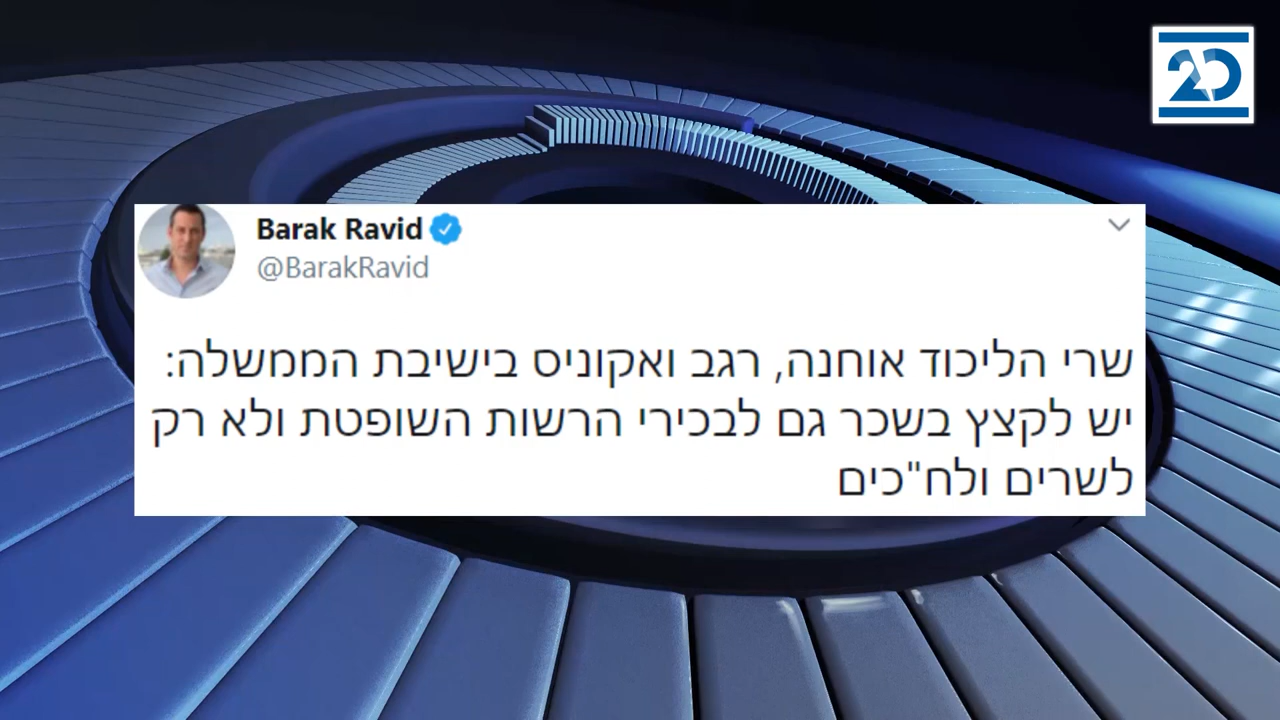 20
Barak Ravid
@BarakRavid
שרי הליכוד אוחנה, רגב ואקוניס בישיבת הממשלה:
יש לקצץ בשכר גם לבכירי הרשות השופטת ולא רק
לשרים ולח"כים